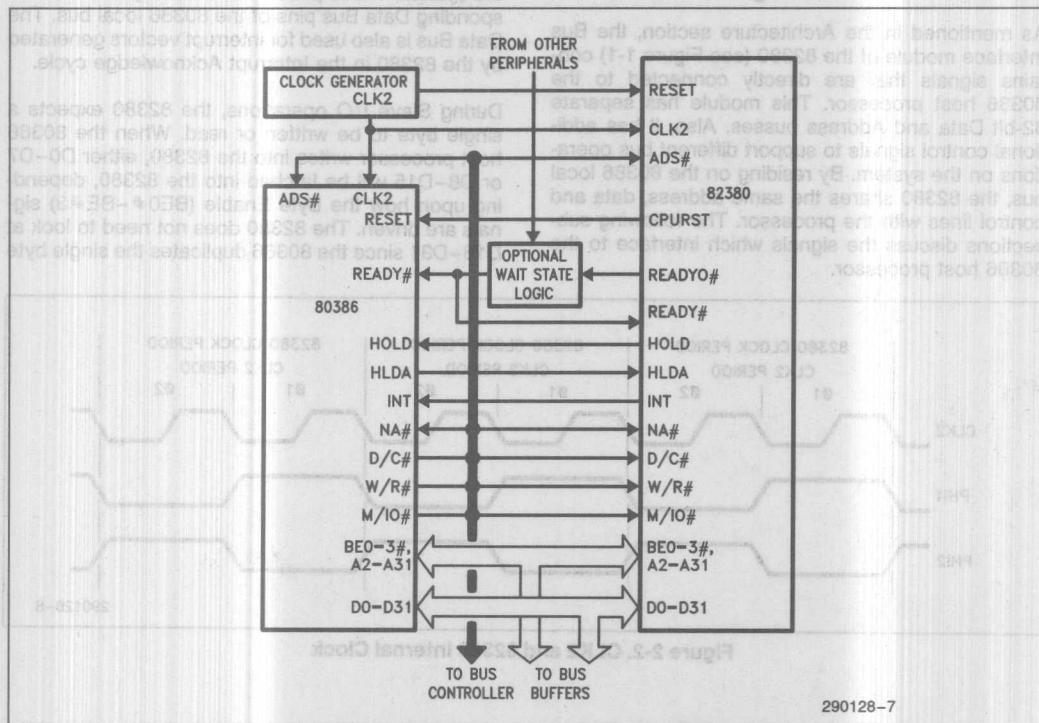 FROM OTHER
PERIPHERALS
CLOCK GENERATOR
CLK2
RESET
CLK2
ADS#
82380
ADS# CLK2
RESET
CPURST
READY#
OPTIONAL
WAIT STATE
LOGIC
READYO#
80386
READY#
HOLD
HOLD
HLDA
HLDA
INT
INT
NA#
NA#
D/C#
D/C#
W/R#
W/R#
M/IO#
M/IO#
BE0-3#,
A2-A31
BE0-3#,
A2-A31
D0-D31
D0-D31
TO BUS
CONTROLLER
TO BUS
BUFFERS
290128-7